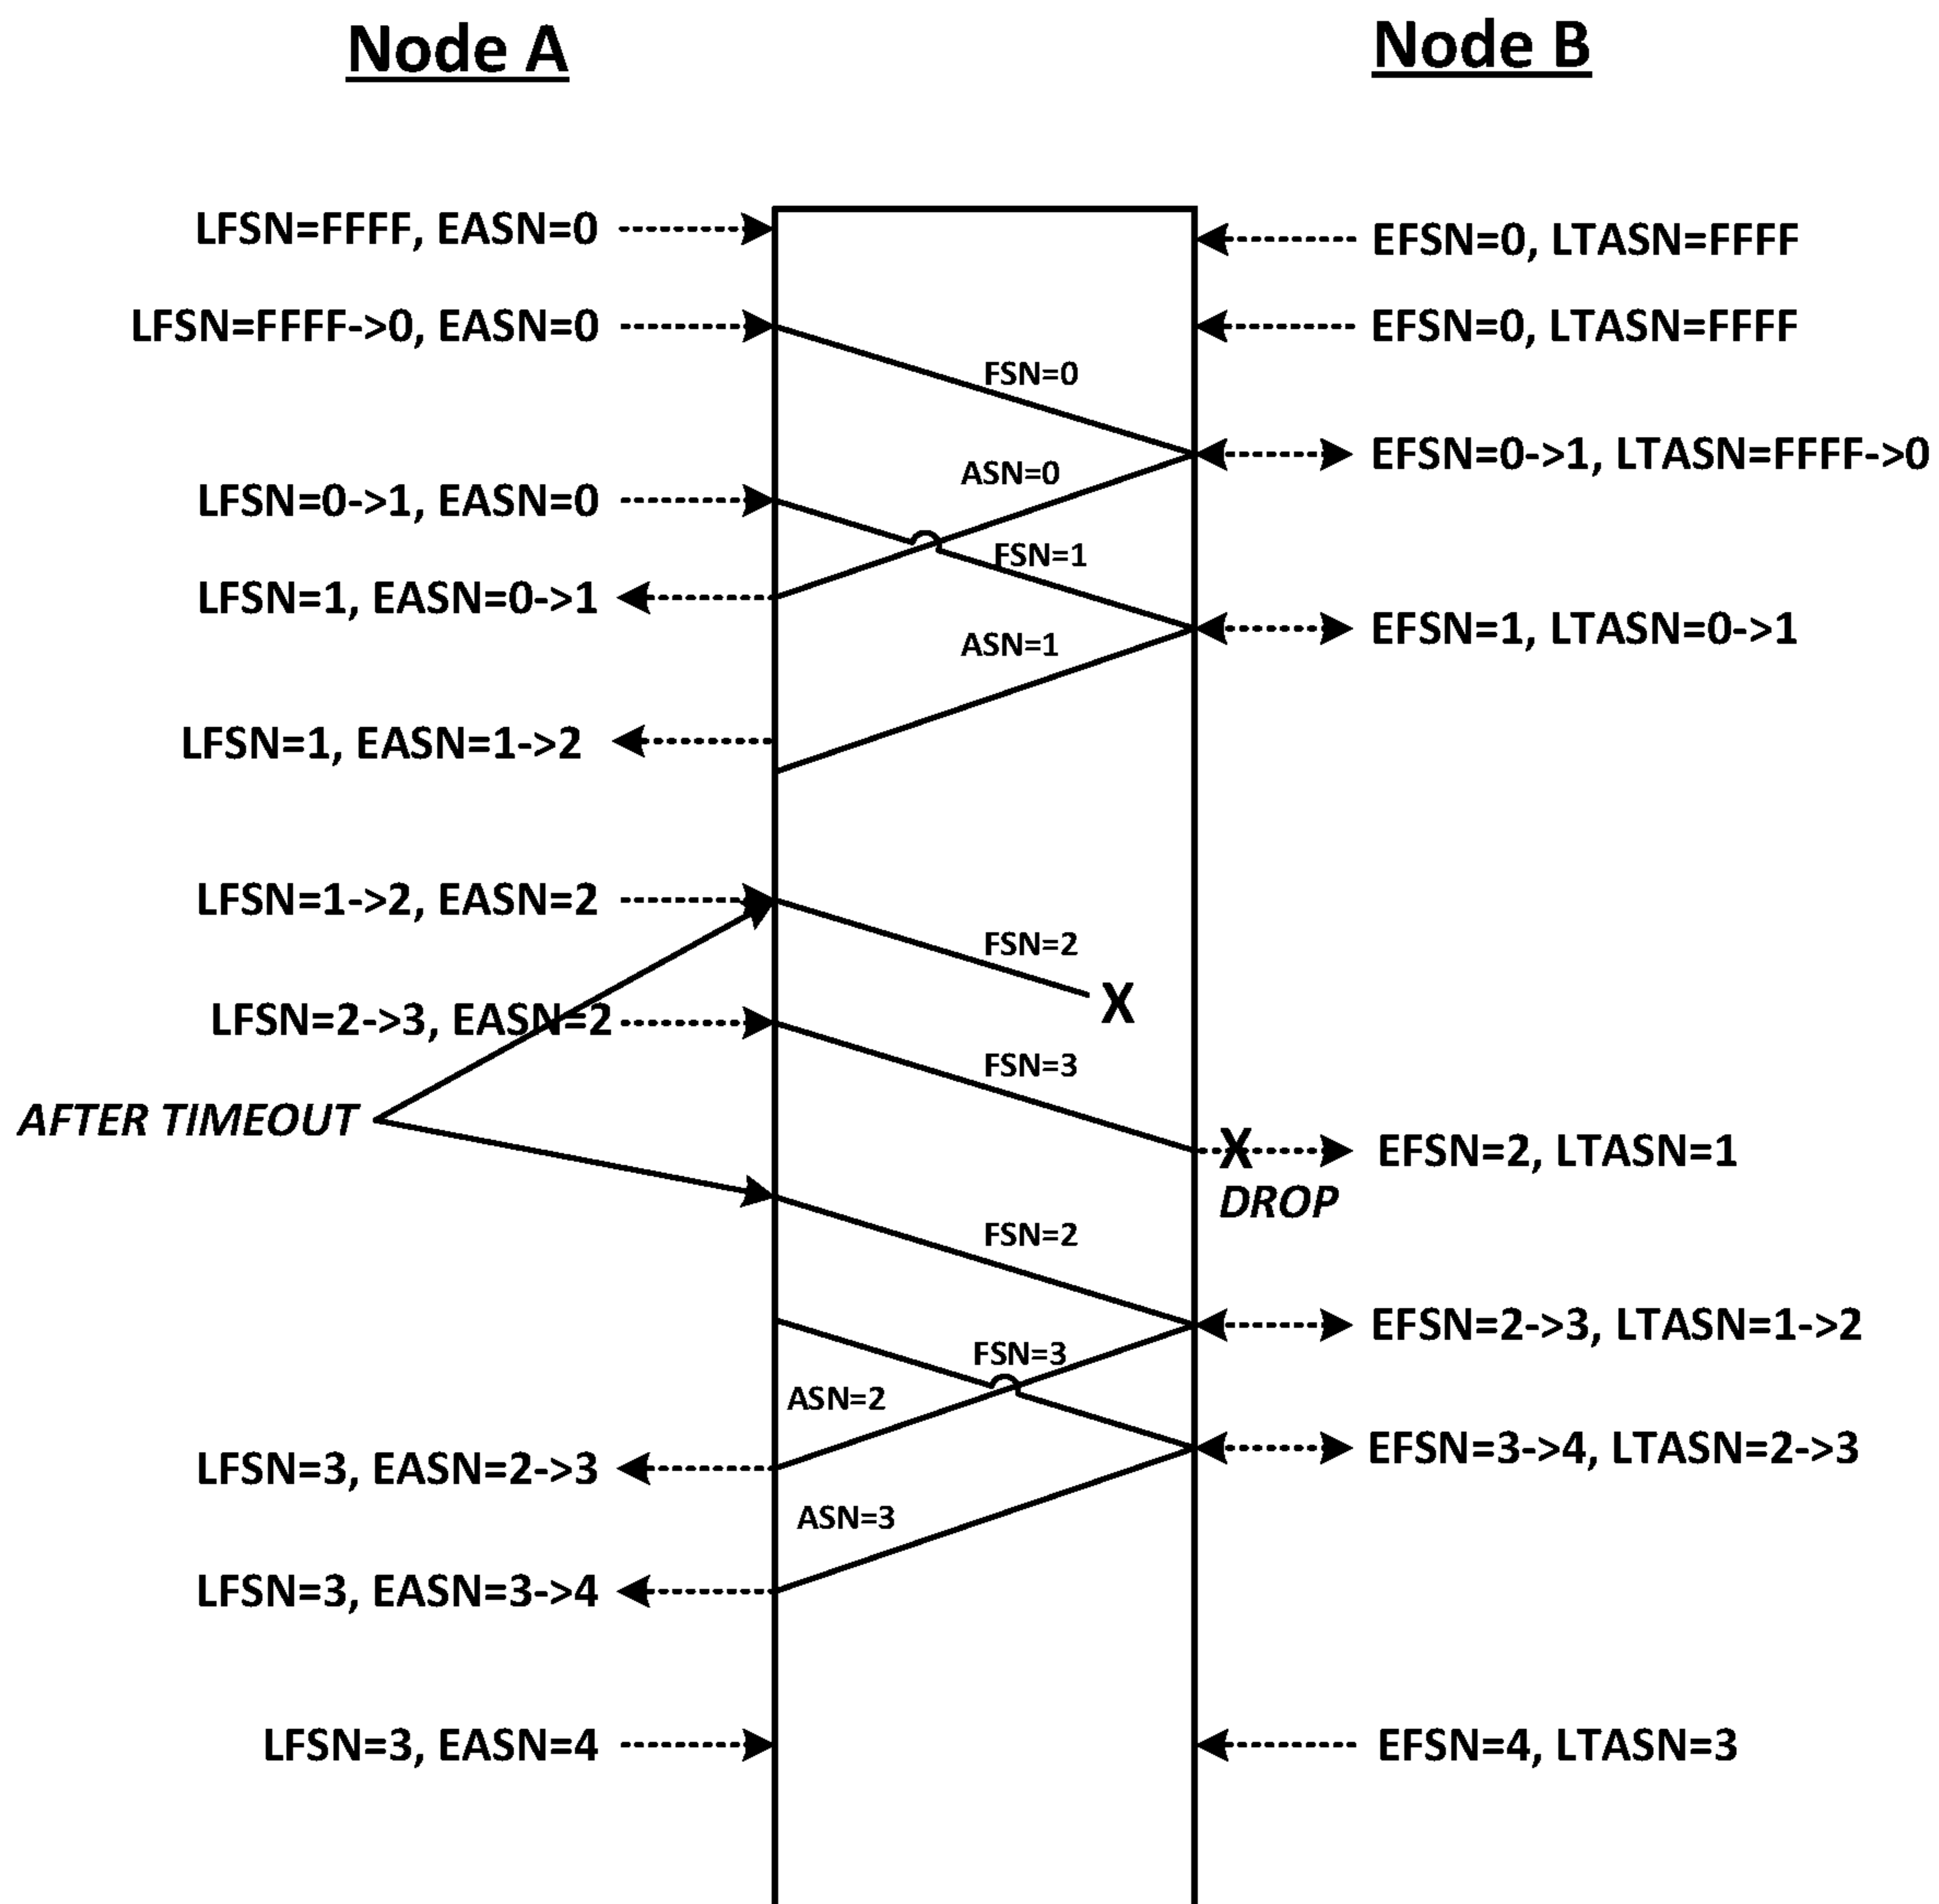 Node A
Node B
LFSN=FFFF, EASN=0
EFSN=0, LTASN=FFFF
LFSN=FFFF->0, EASN=0
EFSN=0, LTASN=FFFF
FSN=0
EFSN=0->1, LTASN=FFFF->0
ASN=0
LFSN=0->1, EASN=0
FSN=1
LFSN=1, EASN=0->1
EFSN=1, LTASN=0->1
ASN=1
LFSN=1, EASN=1->2
LFSN=1->2, EASN=2
FSN=2
X
LFSN=2->3, EASN=2
FSN=3
AFTER TIMEOUT
X
EFSN=2, LTASN=1
DROP
FSN=2
EFSN=2->3, LTASN=1->2
FSN=3
ASN=2
EFSN=3->4, LTASN=2->3
LFSN=3, EASN=2->3
ASN=3
LFSN=3, EASN=3->4
LFSN=3, EASN=4
EFSN=4, LTASN=3